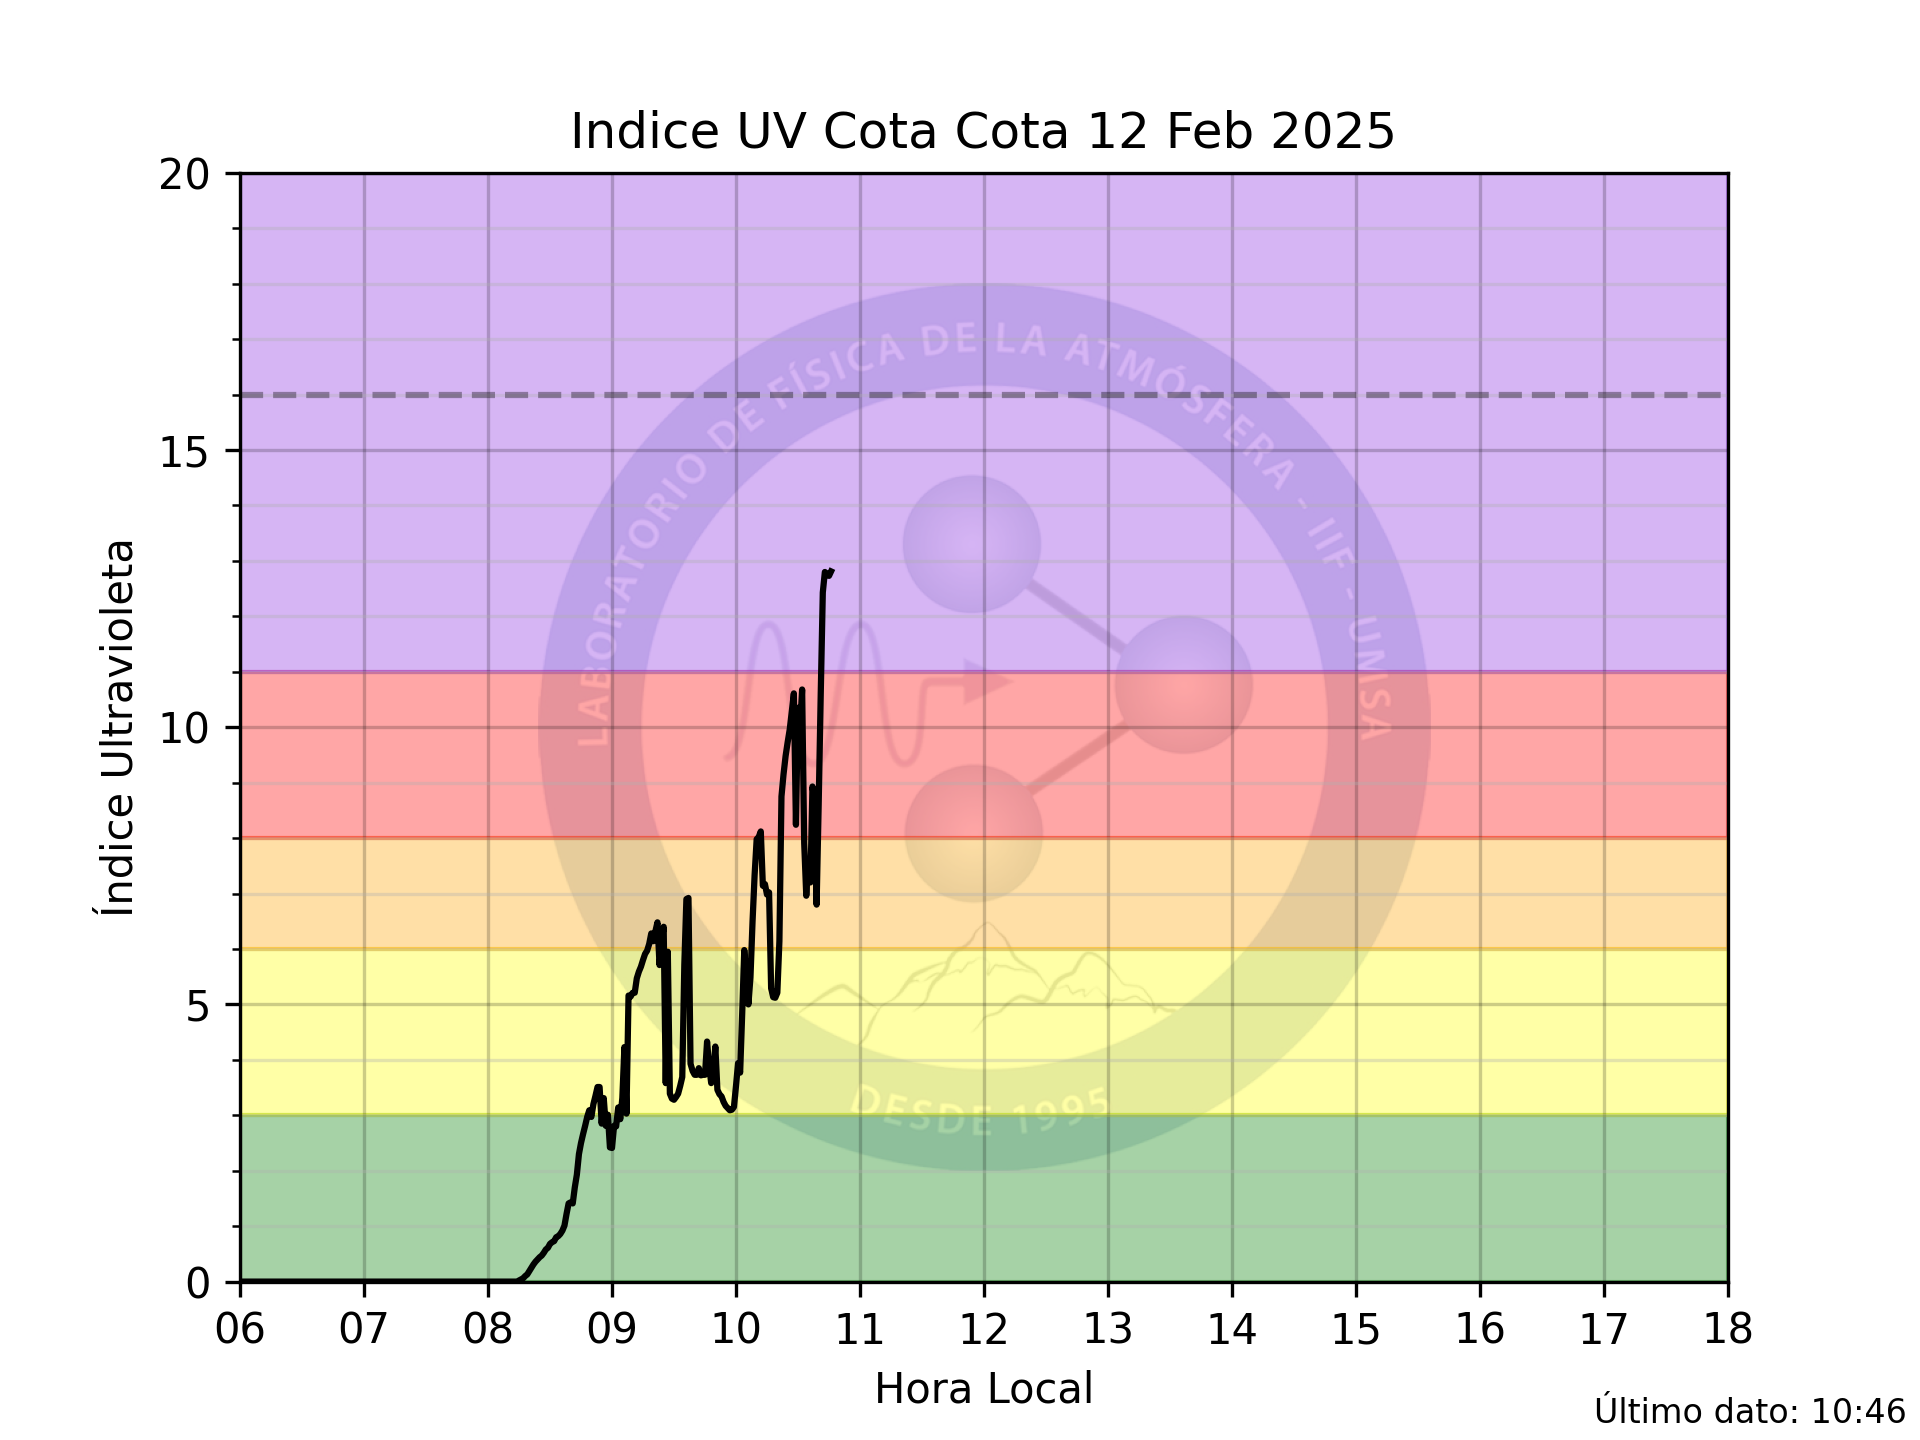 Indice UV Cota Cota 12 Feb 2025
20
15
10
5
0
Índice Ultravioleta
LABORATORIO DE FÍSICA DE LA ATMÓSFERA - IIF - UMSA
DESDE 1995
06 07 08 09 10 11 12 13 14 15 16 17 18
Hora Local
Último dato: 10:46